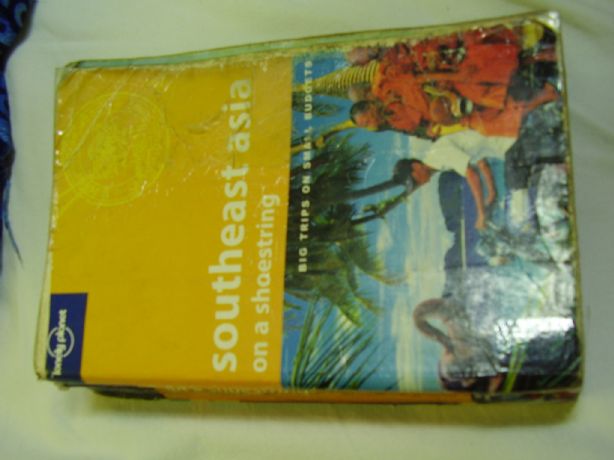 southeast asia
on a shoestring
BIG TRIPS ON SMALL BUDGETS
lonely planet